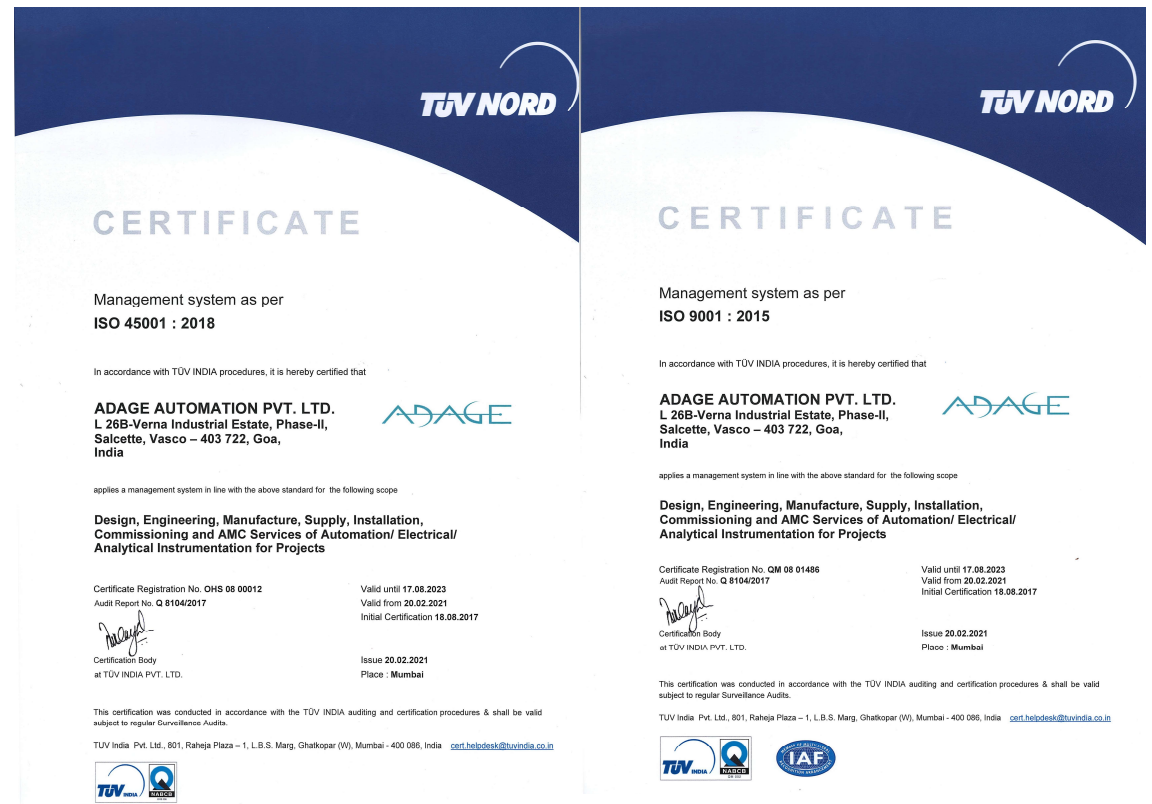 TÜV NORD
CERTIFICATE
Management system as per
ISO 45001 : 2018
In accordance with TÜV INDIA procedures, it is hereby certified that
ADAGE AUTOMATION PVT. LTD.
L 26B-Verna Industrial Estate, Phase-II,
Salcette, Vasco – 403 722, Goa,
India
ADAGE
applies a management system in line with the above standard for the following scope
Design, Engineering, Manufacture, Supply, Installation,
Commissioning and AMC Services of Automation/ Electrical/
Analytical Instrumentation for Projects
Certificate Registration No. OHS 08 00012
Audit Report No. Q 8104/2017
Valid until 17.08.2023
Valid from 20.02.2021
Initial Certification 18.08.2017
Certification Body
at TÜV INDIA PVT. LTD.
Issue 20.02.2021
Place : Mumbai
This certification was conducted in accordance with the TÜV INDIA auditing and certification procedures & shall be valid
subject to regular Surveillance Audits.
TUV India Pvt. Ltd., 801, Raheja Plaza – 1, L.B.S. Marg, Ghatkopar (W), Mumbai - 400 086, India cert.helpdesk@tuvindia.co.in
TÜV INDIA
NABCB
TÜV NORD
CERTIFICATE
Management system as per
ISO 9001 : 2015
In accordance with TÜV INDIA procedures, it is hereby certified that
ADAGE AUTOMATION PVT. LTD.
L 26B-Verna Industrial Estate, Phase-II,
Salcette, Vasco – 403 722, Goa,
India
ADAGE
applies a management system in line with the above standard for the following scope
Design, Engineering, Manufacture, Supply, Installation,
Commissioning and AMC Services of Automation/ Electrical/
Analytical Instrumentation for Projects
Certificate Registration No. QM 08 01486
Audit Report No. Q 8104/2017
Valid until 17.08.2023
Valid from 20.02.2021
Initial Certification 18.08.2017
Certification Body
at TÜV INDIA PVT. LTD.
Issue 20.02.2021
Place : Mumbai
This certification was conducted in accordance with the TÜV INDIA auditing and certification procedures & shall be valid
subject to regular Surveillance Audits.
TUV India Pvt. Ltd., 801, Raheja Plaza – 1, L.B.S. Marg, Ghatkopar (W), Mumbai - 400 086, India cert.helpdesk@tuvindia.co.in
TÜV INDIA
NABCB
IAF